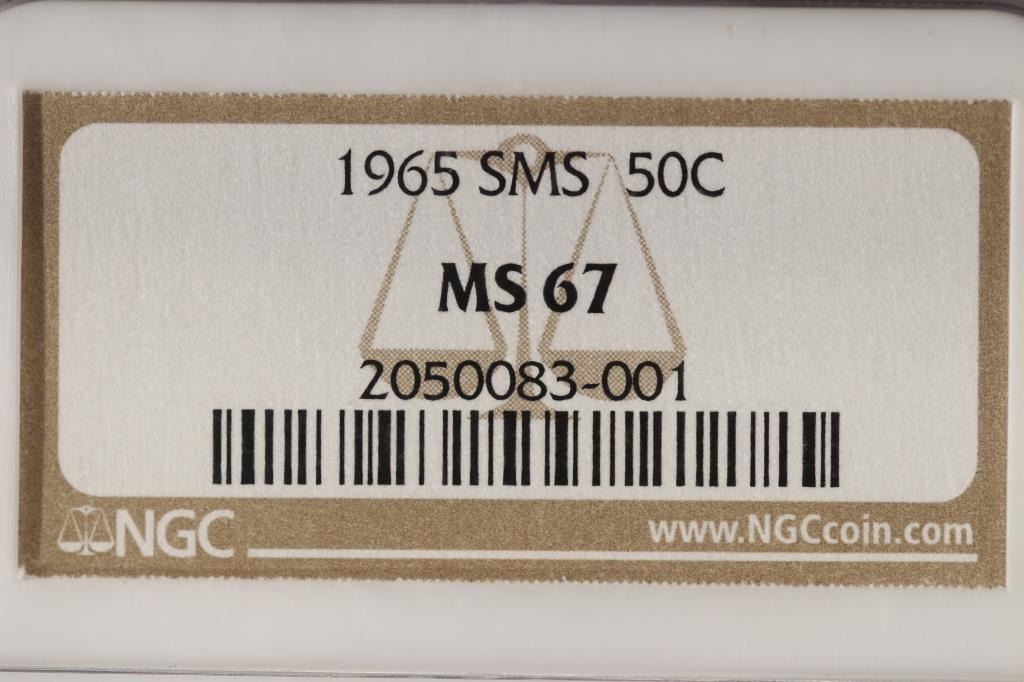 1965 SMS 50C
MS 67
2050083-001
NGC
www.NGCcoin.com